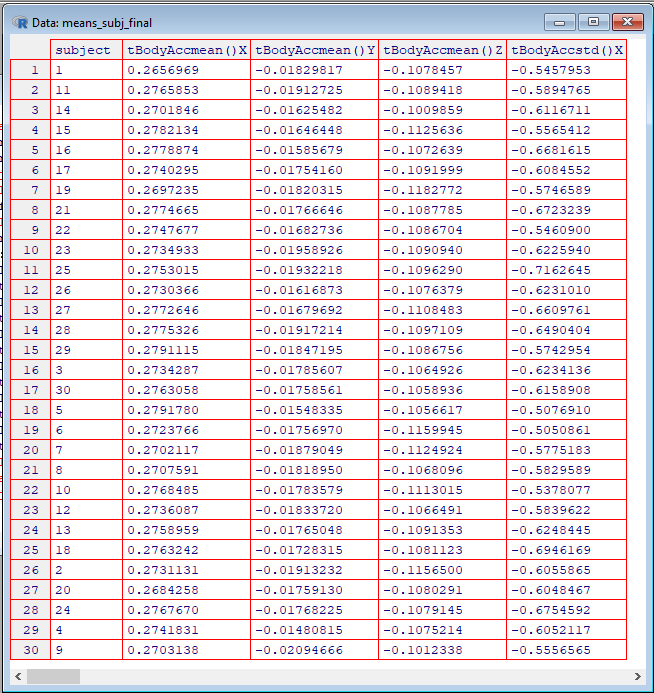 Data: means_subj_final
subject tBodyAccmean()X tBodyAccmean()Y tBodyAccmean()Z tBodyAccstd()X
1 1 0.2656969 -0.01829817 -0.1078457 -0.5457953
2 11 0.2765853 -0.01912725 -0.1089418 -0.5894765
3 14 0.2701846 -0.01625482 -0.1009859 -0.6116711
4 15 0.2782134 -0.01646448 -0.1125636 -0.5565412
5 16 0.2778874 -0.01585679 -0.1072639 -0.6681615
6 17 0.2740295 -0.01754160 -0.1091999 -0.6084552
7 19 0.2697235 -0.01820315 -0.1182772 -0.5746589
8 21 0.2774665 -0.01766646 -0.1087785 -0.6723239
9 22 0.2747677 -0.01682736 -0.1086704 -0.5460900
10 23 0.2734933 -0.01958926 -0.1090940 -0.6225940
11 25 0.2753015 -0.01932218 -0.1096290 -0.7162645
12 26 0.2730366 -0.01616873 -0.1076379 -0.6231010
13 27 0.2772646 -0.01679692 -0.1108483 -0.6609761
14 28 0.2775326 -0.01917214 -0.1097109 -0.6490404
15 29 0.2791115 -0.01847195 -0.1086756 -0.5742954
16 3 0.2734287 -0.01785607 -0.1064926 -0.6234136
17 30 0.2763058 -0.01758561 -0.1058936 -0.6158908
18 5 0.2791780 -0.01548335 -0.1056617 -0.5076910
19 6 0.2723766 -0.01756970 -0.1159945 -0.5050861
20 7 0.2702117 -0.01879049 -0.1124924 -0.5775183
21 8 0.2707591 -0.01818950 -0.1068096 -0.5829589
22 10 0.2768485 -0.01783579 -0.1113015 -0.5378077
23 12 0.2736087 -0.01833720 -0.1066491 -0.5839622
24 13 0.2758959 -0.01765048 -0.1091353 -0.6248445
25 18 0.2763242 -0.01728315 -0.1081123 -0.6946169
26 2 0.2731131 -0.01913232 -0.1156500 -0.6055865
27 20 0.2684258 -0.01759130 -0.1080291 -0.6048467
28 24 0.2767670 -0.01768225 -0.1079145 -0.6754592
29 4 0.2741831 -0.01480815 -0.1075214 -0.6052117
30 9 0.2703138 -0.02094666 -0.1012338 -0.5556565